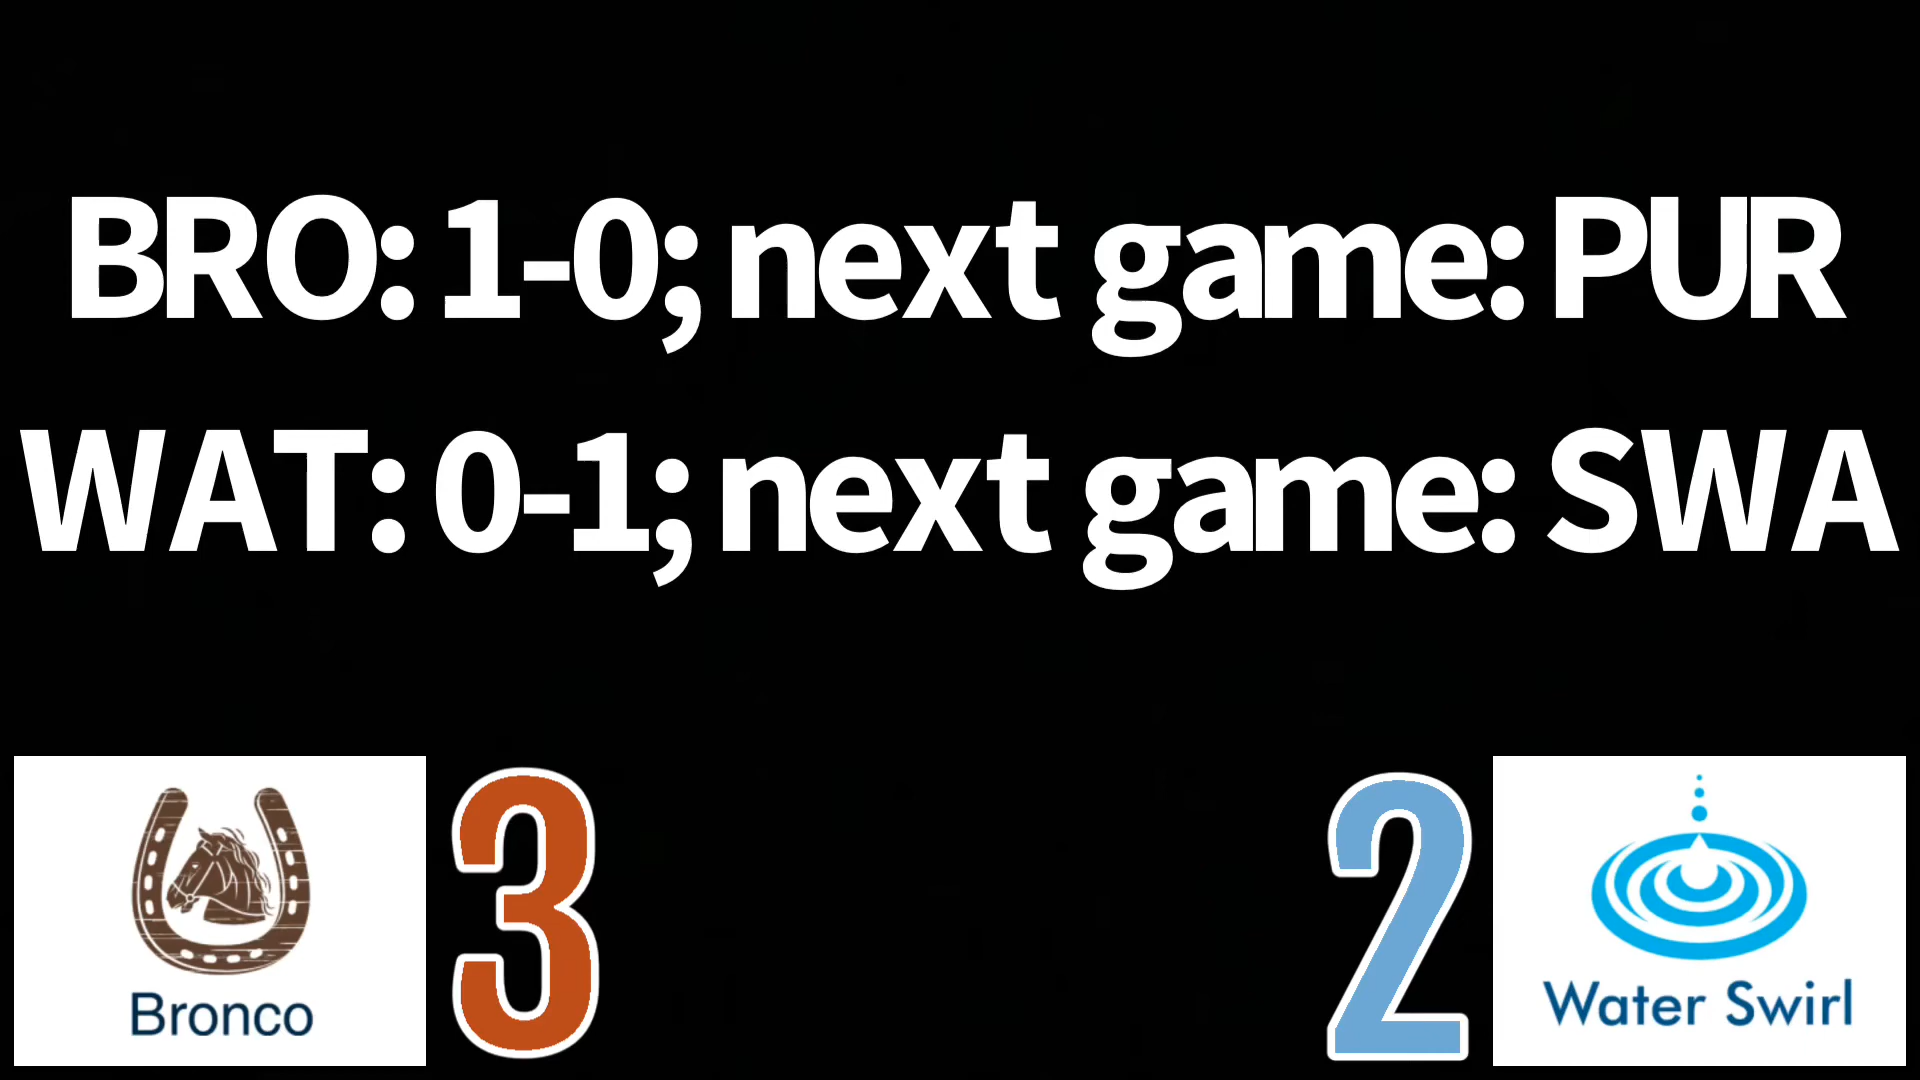 BRO: 1-0; next game: PUR
WAT: 0-1; next game: SWA
3
2
Bronco
Water Swirl